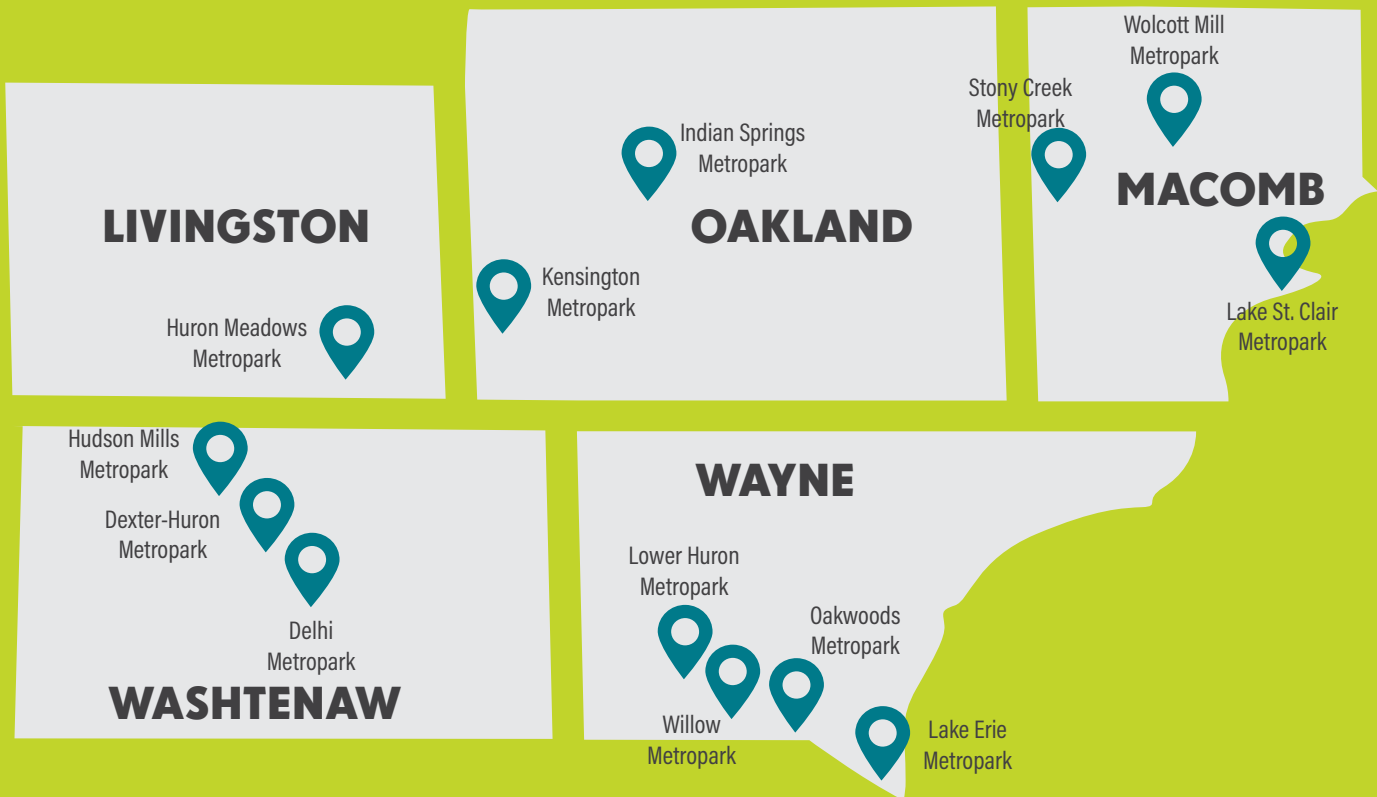 LIVINGSTON
Huron Meadows
Metropark
Indian Springs
Metropark
OAKLAND
Kensington
Metropark
Wolcott Mill
Metropark
Stony Creek
Metropark
MACOMB
Lake St. Clair
Metropark
Hudson Mills
Metropark
Dexter-Huron
Metropark
Delhi
Metropark
WASHTENAW
WAYNE
Lower Huron
Metropark
Oakwoods
Metropark
Willow
Metropark
Lake Erie
Metropark